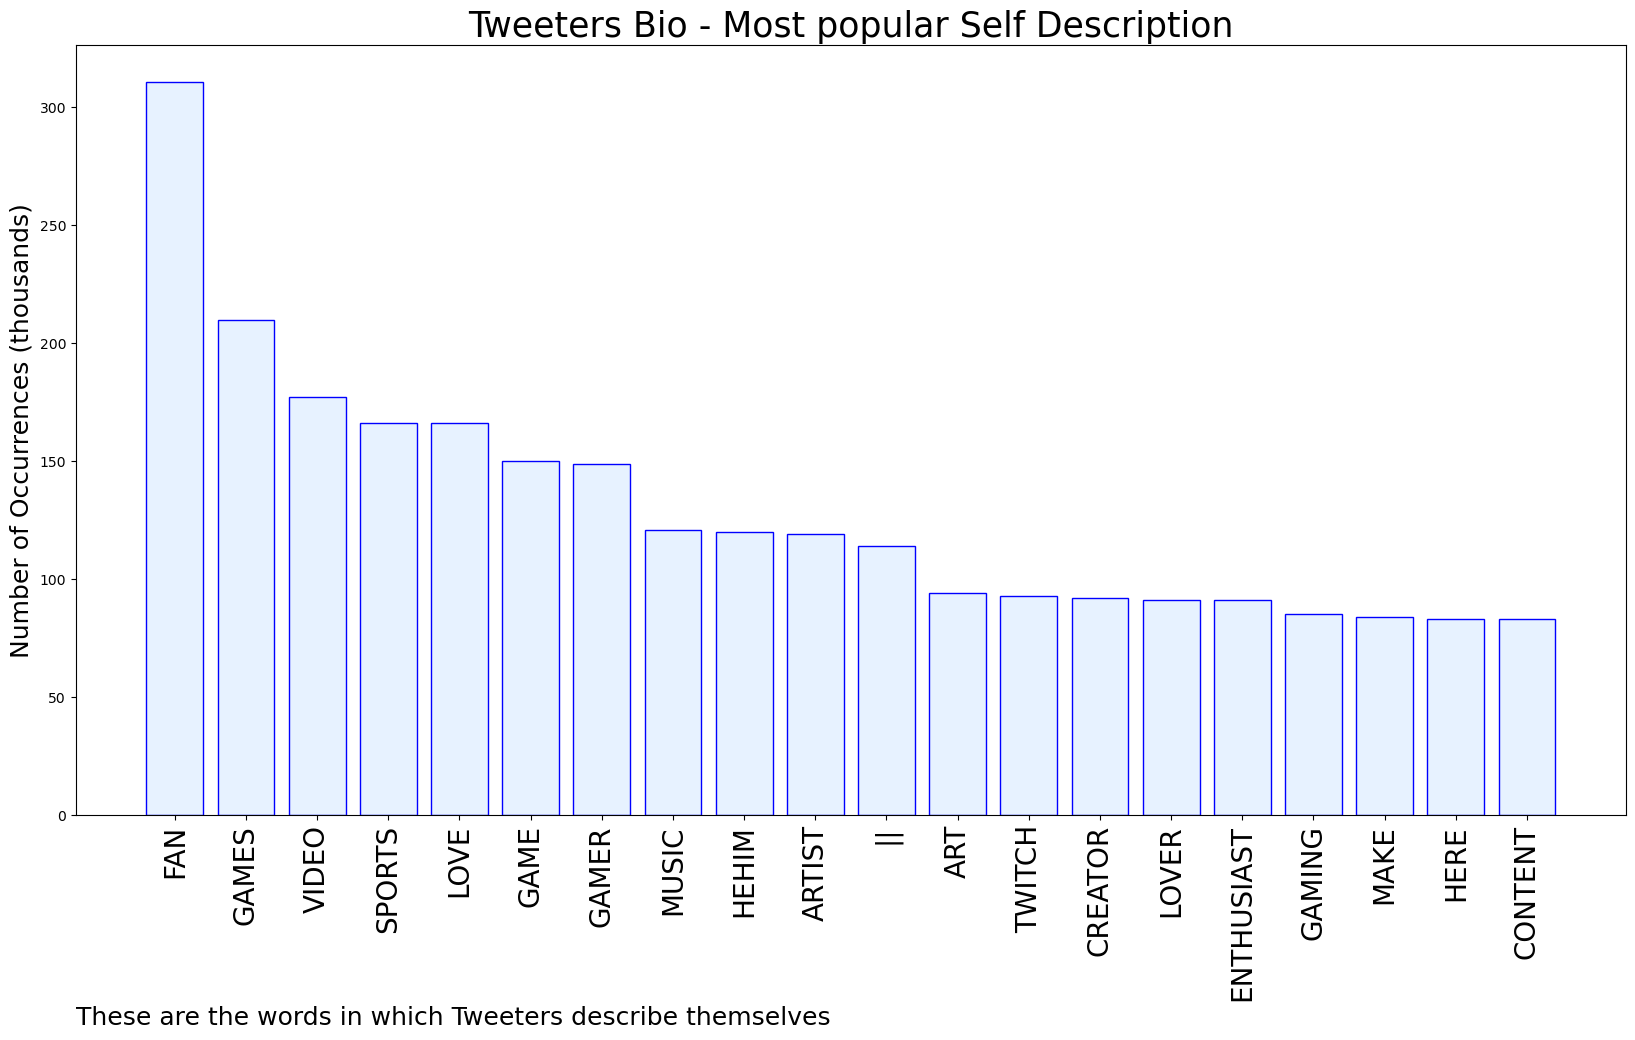 Tweeters Bio - Most popular Self Description
Number of Occurrences (thousands)
300
250
200
150
100
50
0
FAN
GAMES
VIDEO
SPORTS
LOVE
GAME
GAMER
MUSIC
HEHIM
ARTIST
||
ART
TWITCH
CREATOR
LOVER
ENTHUSIAST
GAMING
MAKE
HERE
CONTENT
These are the words in which Tweeters describe themselves